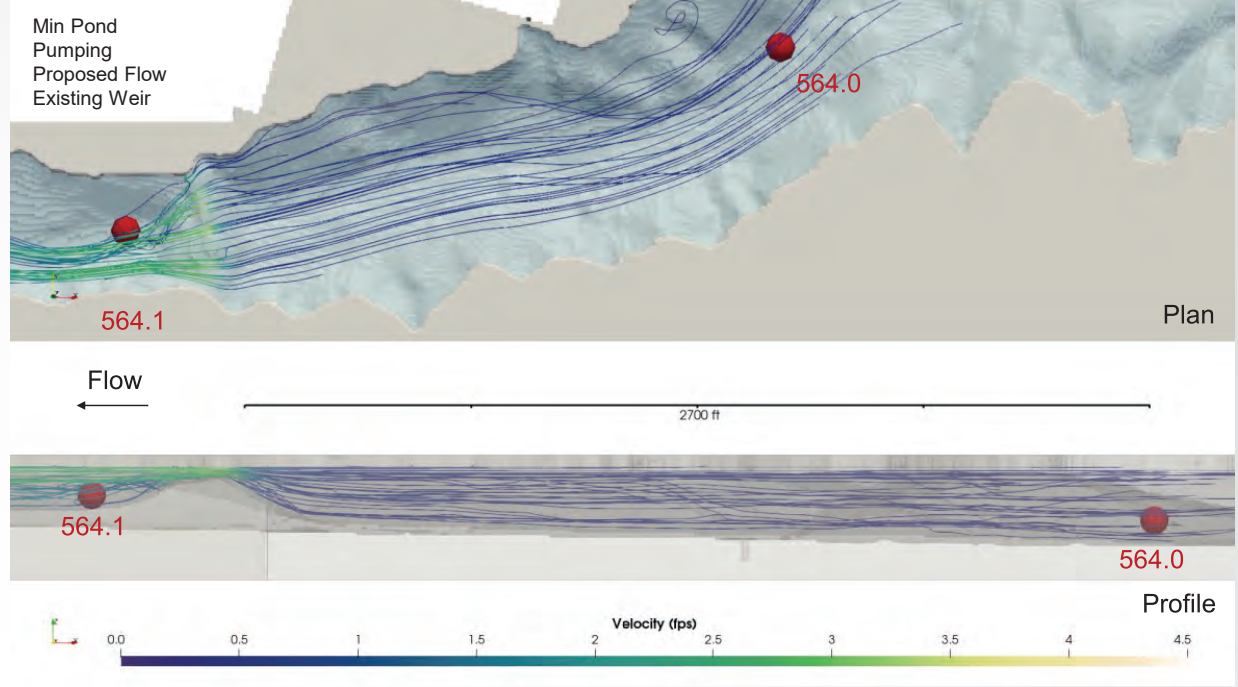 Min Pond
Pumping
Proposed Flow
Existing Weir
564.0
564.1
Plan
Flow
2700 ft
564.1
564.0
Profile
Velocity (fps)
0.0 0.5 1 1.5 2 2.5 3 3.5 4 4.5